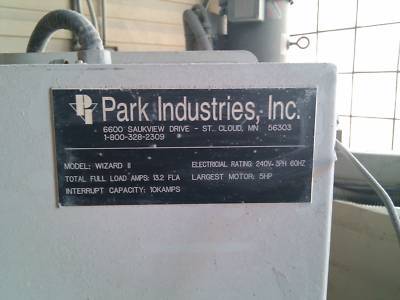 Park Industries, Inc.
6600 SAUKVIEW DRIVE - ST. CLOUD, MN 56303
1-800-328-2309
MODEL: WIZARD II ELECTRICIAL RATING: 240V-3PH 60HZ
TOTAL FULL LOAD AMPS: 13.2 FLA LARGEST MOTOR: 5HP
INTERRUPT CAPACITY: 10KAMPS